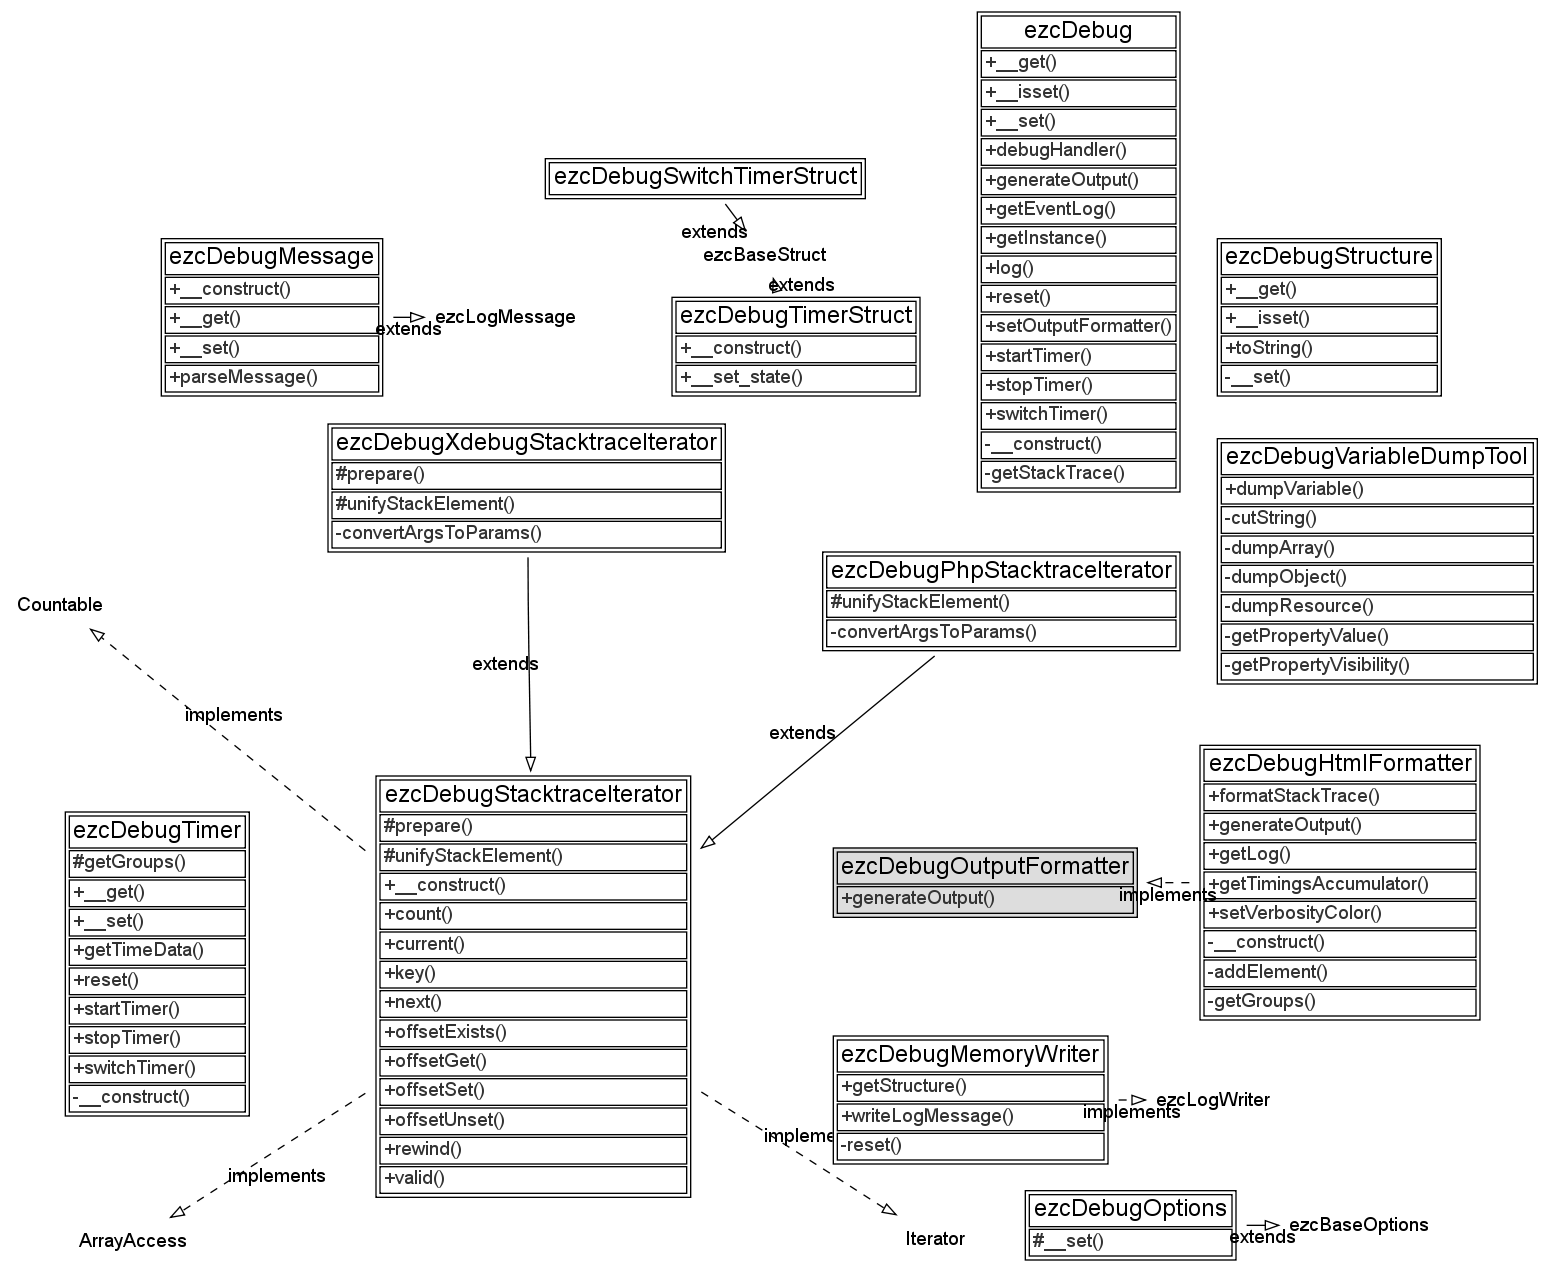 ezcDebug
+__get()
+__isset()
+__set()
+debugHandler()
+generateOutput()
+getEventLog()
+getInstance()
+log()
+reset()
+setOutputFormatter()
+startTimer()
+stopTimer()
+switchTimer()
-__construct()
-getStackTrace()
ezcDebugSwitchTimerStruct
extends
ezcBaseStruct
extends
ezcDebugTimerStruct
+__construct()
+__set_state()
ezcDebugMessage
+__construct()
+__get()
+__set()
+parseMessage()
extends
ezcLogMessage
ezcDebugStructure
+__get()
+__isset()
+toString()
-__set()
ezcDebugXdebugStacktraceIterator
#prepare()
#unifyStackElement()
-convertArgsToParams()
extends
ezcDebugVariableDumpTool
+dumpVariable()
-cutString()
-dumpArray()
-dumpObject()
-dumpResource()
-getPropertyValue()
-getPropertyVisibility()
ezcDebugPhpStacktraceIterator
#unifyStackElement()
-convertArgsToParams()
extends
Countable
implements
ezcDebugStacktraceIterator
#prepare()
#unifyStackElement()
+__construct()
+count()
+current()
+key()
+next()
+offsetExists()
+offsetGet()
+offsetSet()
+offsetUnset()
+rewind()
+valid()
ezcDebugTimer
#getGroups()
+__get()
+__set()
+getTimeData()
+reset()
+startTimer()
+stopTimer()
+switchTimer()
-__construct()
implements
ArrayAccess
impleme
Iterator
ezcDebugHtmlFormatter
+formatStackTrace()
+generateOutput()
+getLog()
+getTimingsAccumulator()
+setVerbosityColor()
-__construct()
-addElement()
-getGroups()
implements
ezcDebugOutputFormatter
+generateOutput()
ezcDebugMemoryWriter
+getStructure()
+writeLogMessage()
-reset()
implements
ezcLogWriter
ezcDebugOptions
#__set()
extends
ezcBaseOptions